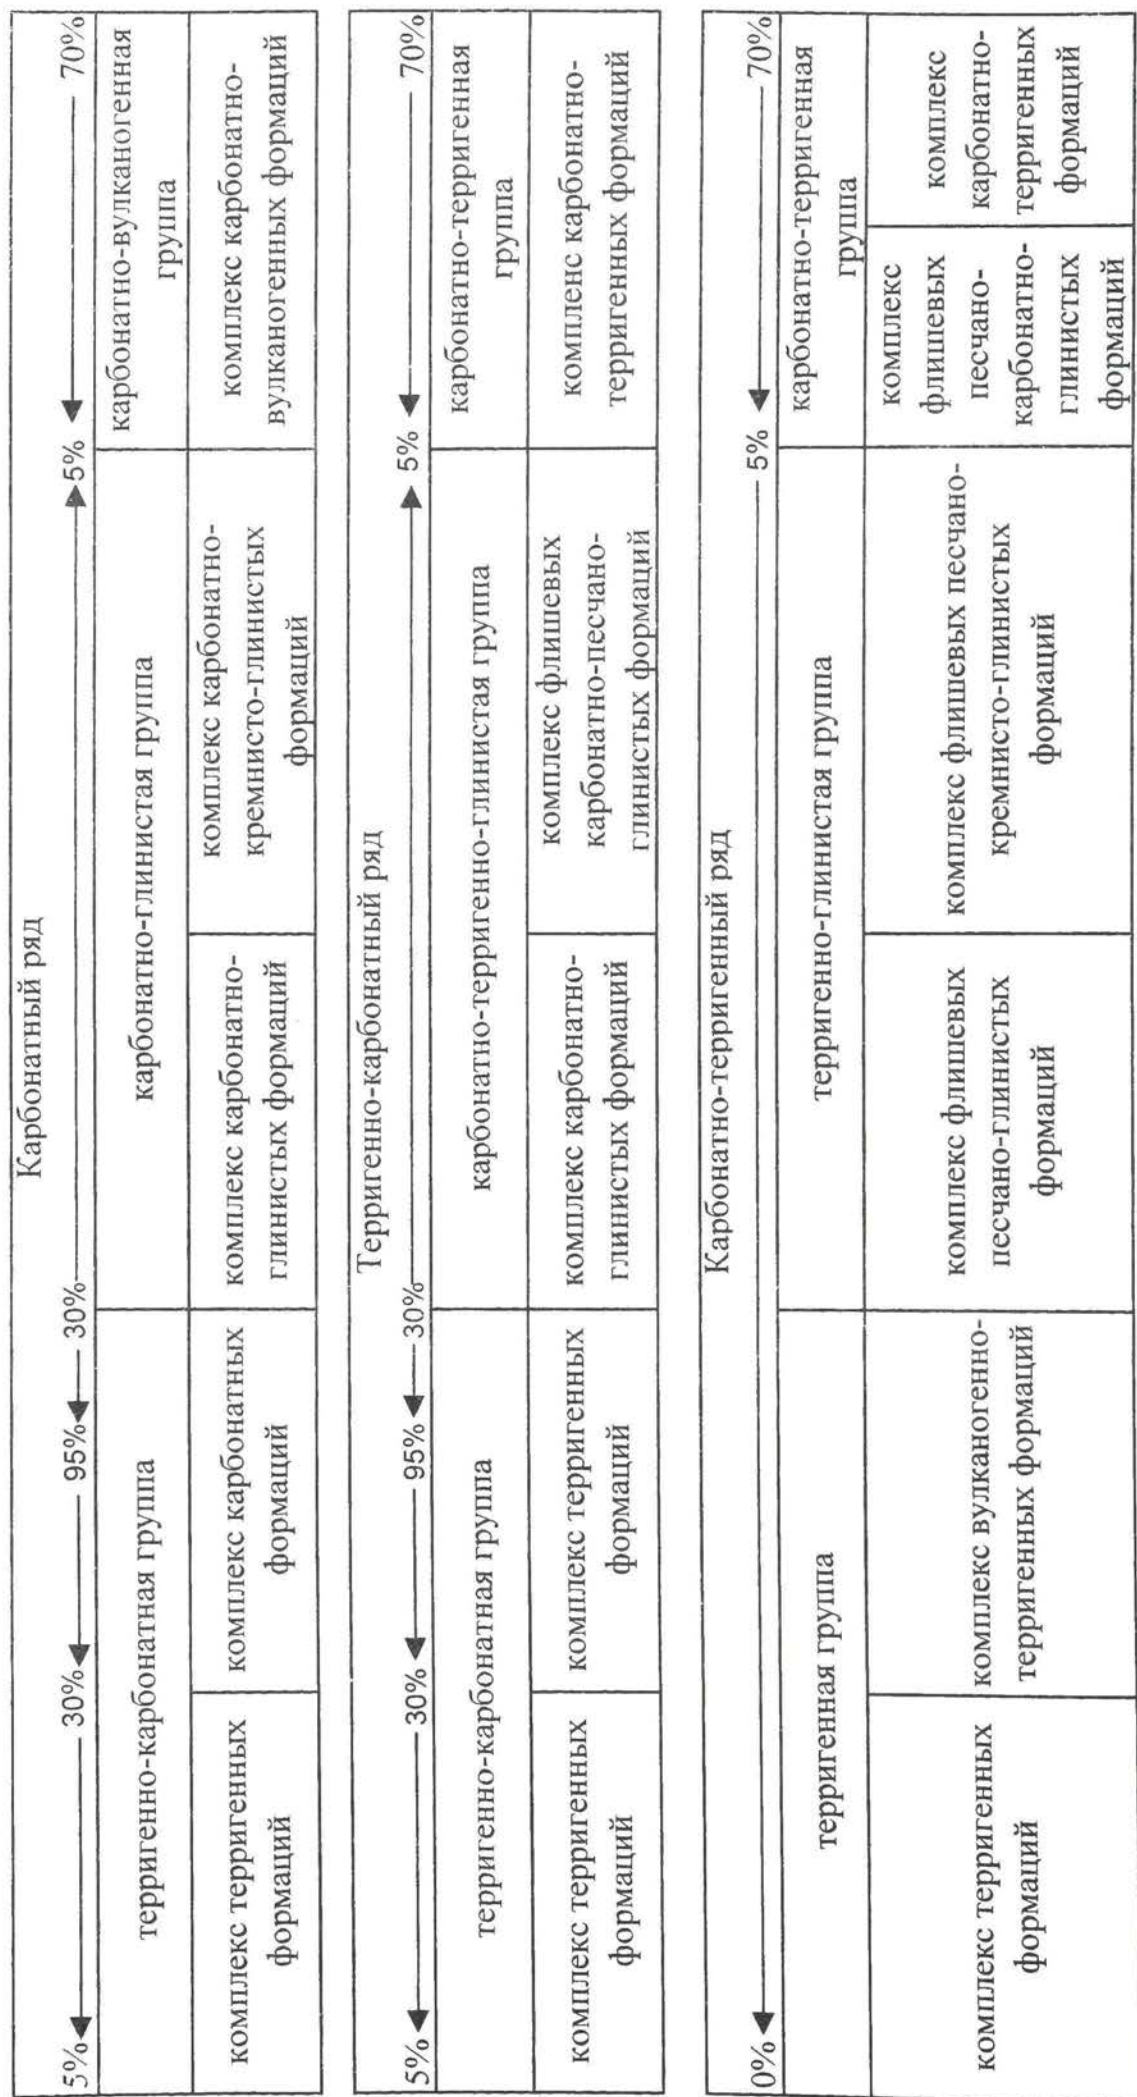 Карбонатный ряд
5% 30% 95% 30% 5% 70%
терригенно-карбонатная группа
карбонатно-глинистая группа
карбонатно-вулканогенная
группа
комплекс терригенных
формаций
комплекс карбонатных
формаций
комплекс карбонатно-
глинистых формаций
комплекс карбонатно-
кремнисто-глинистых
формаций
комплекс карбонатно-
вулканогенных формаций
Терригенно-карбонатный ряд
5% 30% 95% 30% 5% 70%
терригенно-карбонатная группа
карбонатно-терригенно-глинистая группа
карбонатно-терригенная
группа
комплекс терригенных
формаций
комплекс терригенных
формаций
комплекс карбонатно-
глинистых формаций
комплекс флишевых
карбонатно-песчано-
глинистых формаций
компленс карбонатно-
терригенных формаций
Карбонатно-терригенный ряд
0% 5% 70%
терригенная группа
терригенно-глинистая группа
карбонатно-терригенная
группа
комплекс терригенных
формаций
комплекс вулканогенно-
терригенных формаций
комплекс флишевых
песчано-глинистых
формаций
комплекс флишевых песчано-
кремнисто-глинистых
формаций
комплекс
флишевых
песчано-
карбонатно-
глинистых
формаций
комплекс
карбонатно-
терригенных
формаций